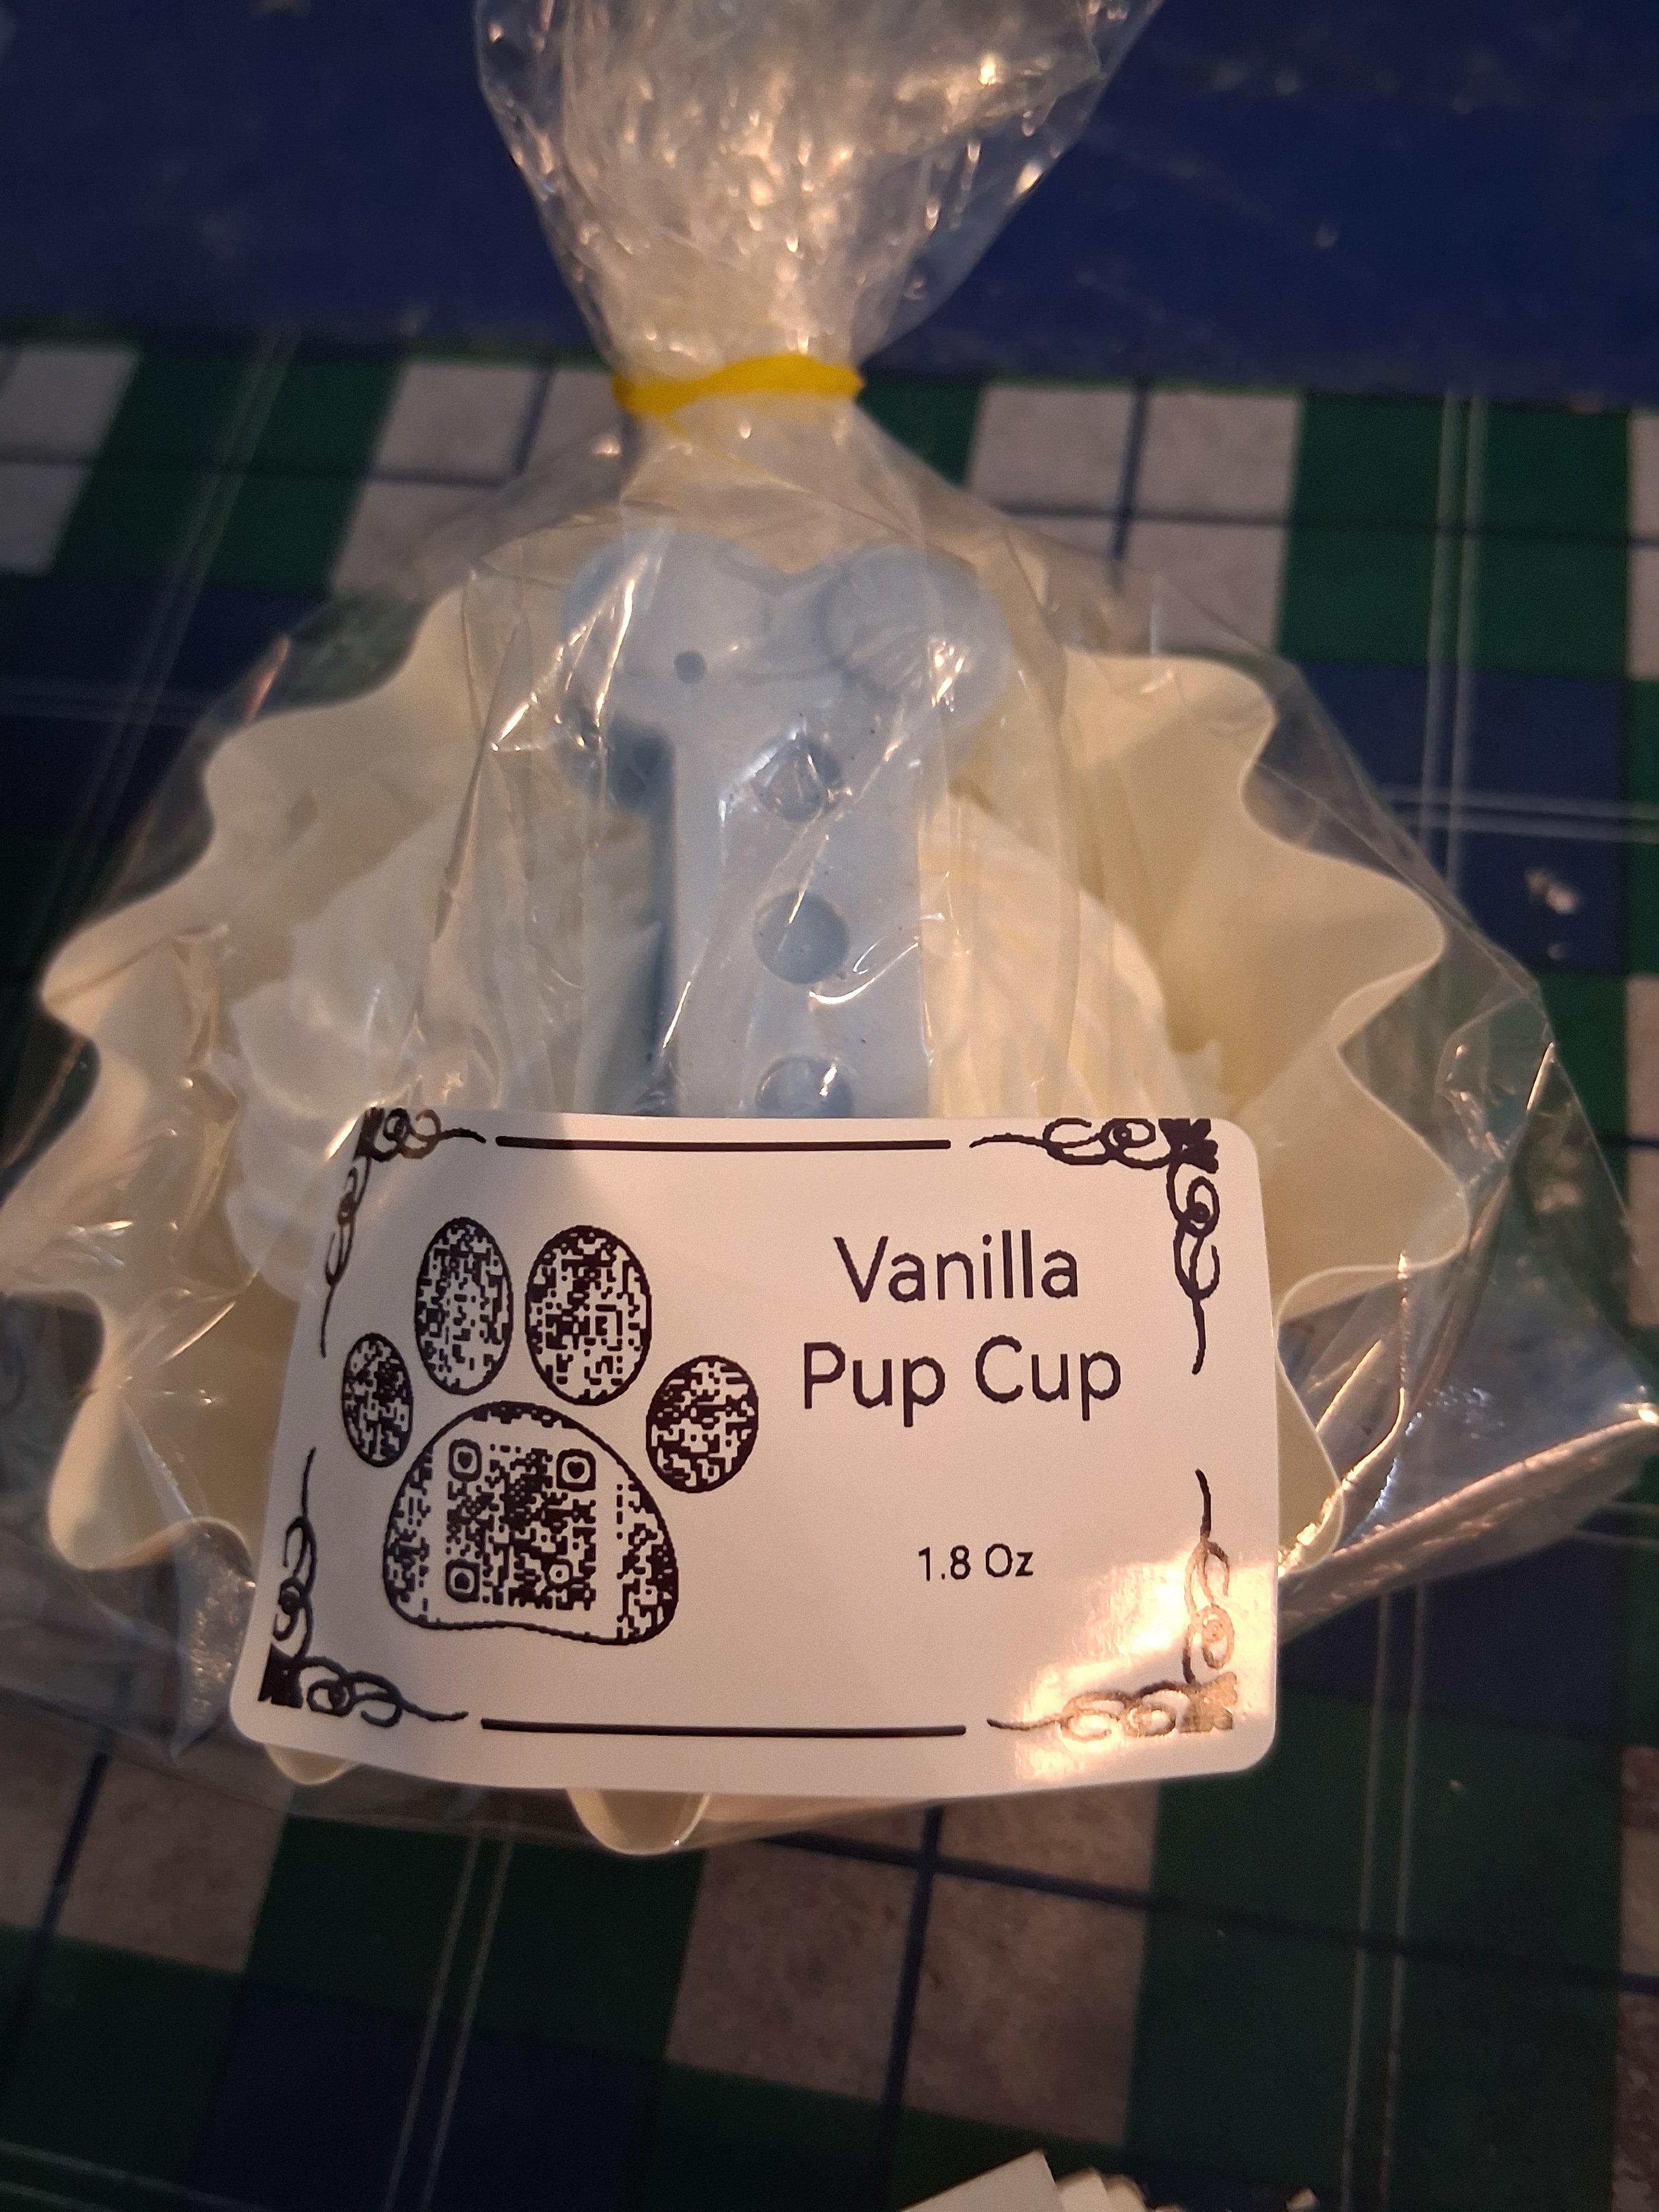 Vanilla
Pup Cup
1.8 Oz